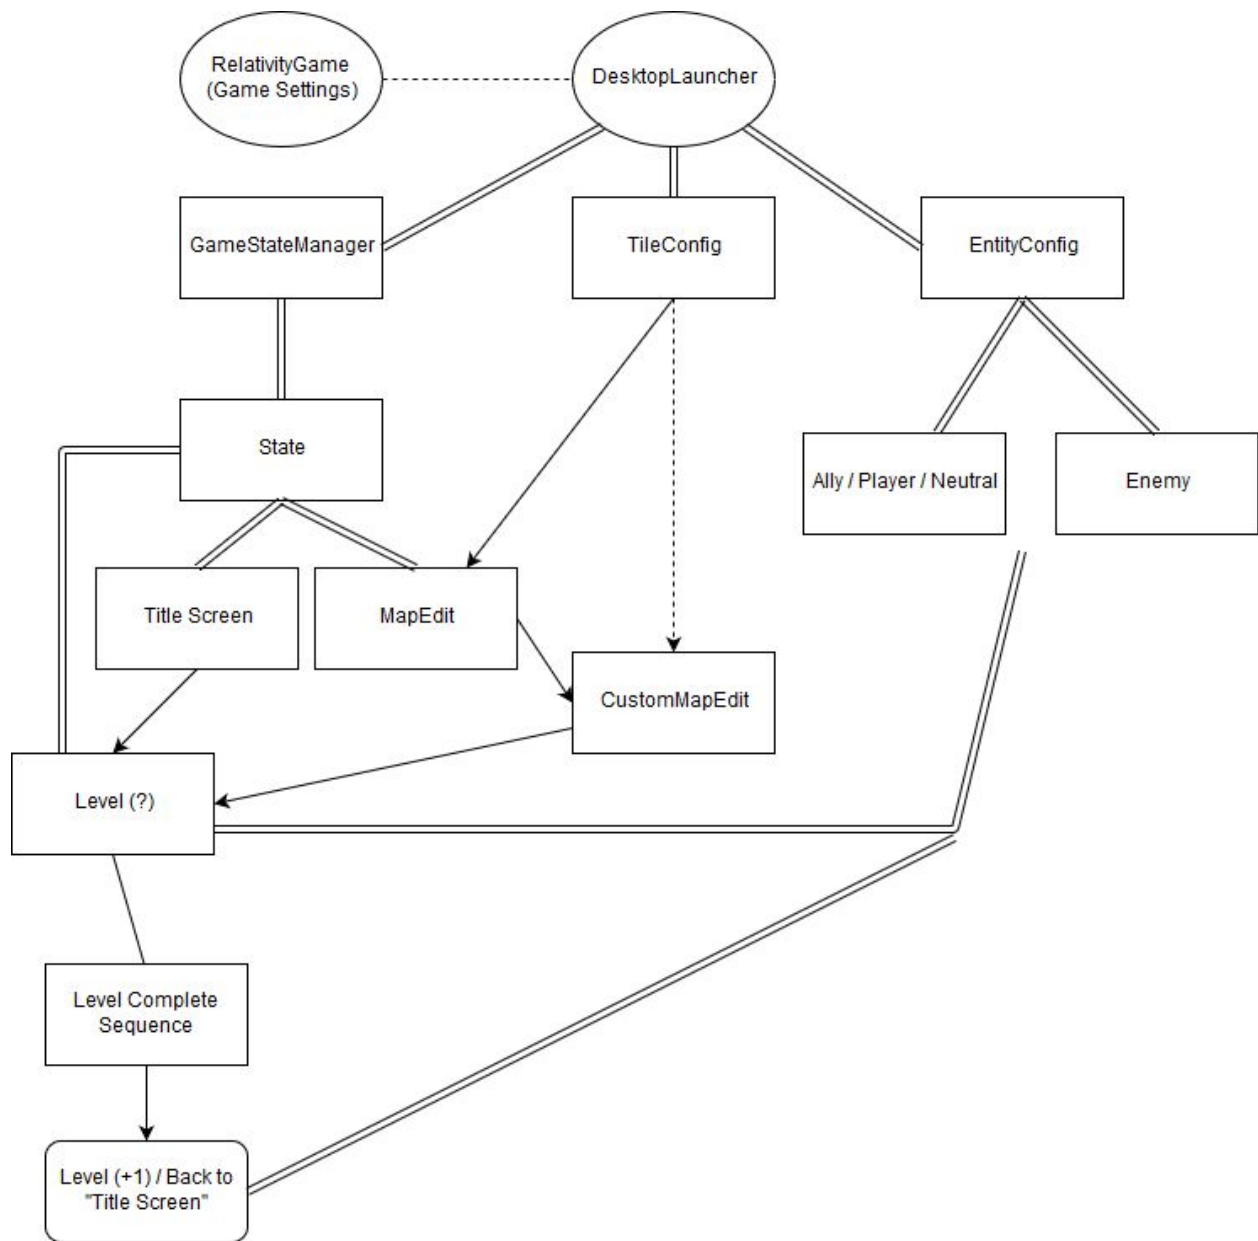 RelativityGame
(Game Settings)
DesktopLauncher
GameStateManager
TileConfig
EntityConfig
State
Ally / Player / Neutral
Enemy
Title Screen
MapEdit
CustomMapEdit
Level (?)
Level Complete
Sequence
Level (+1) / Back to
"Title Screen"